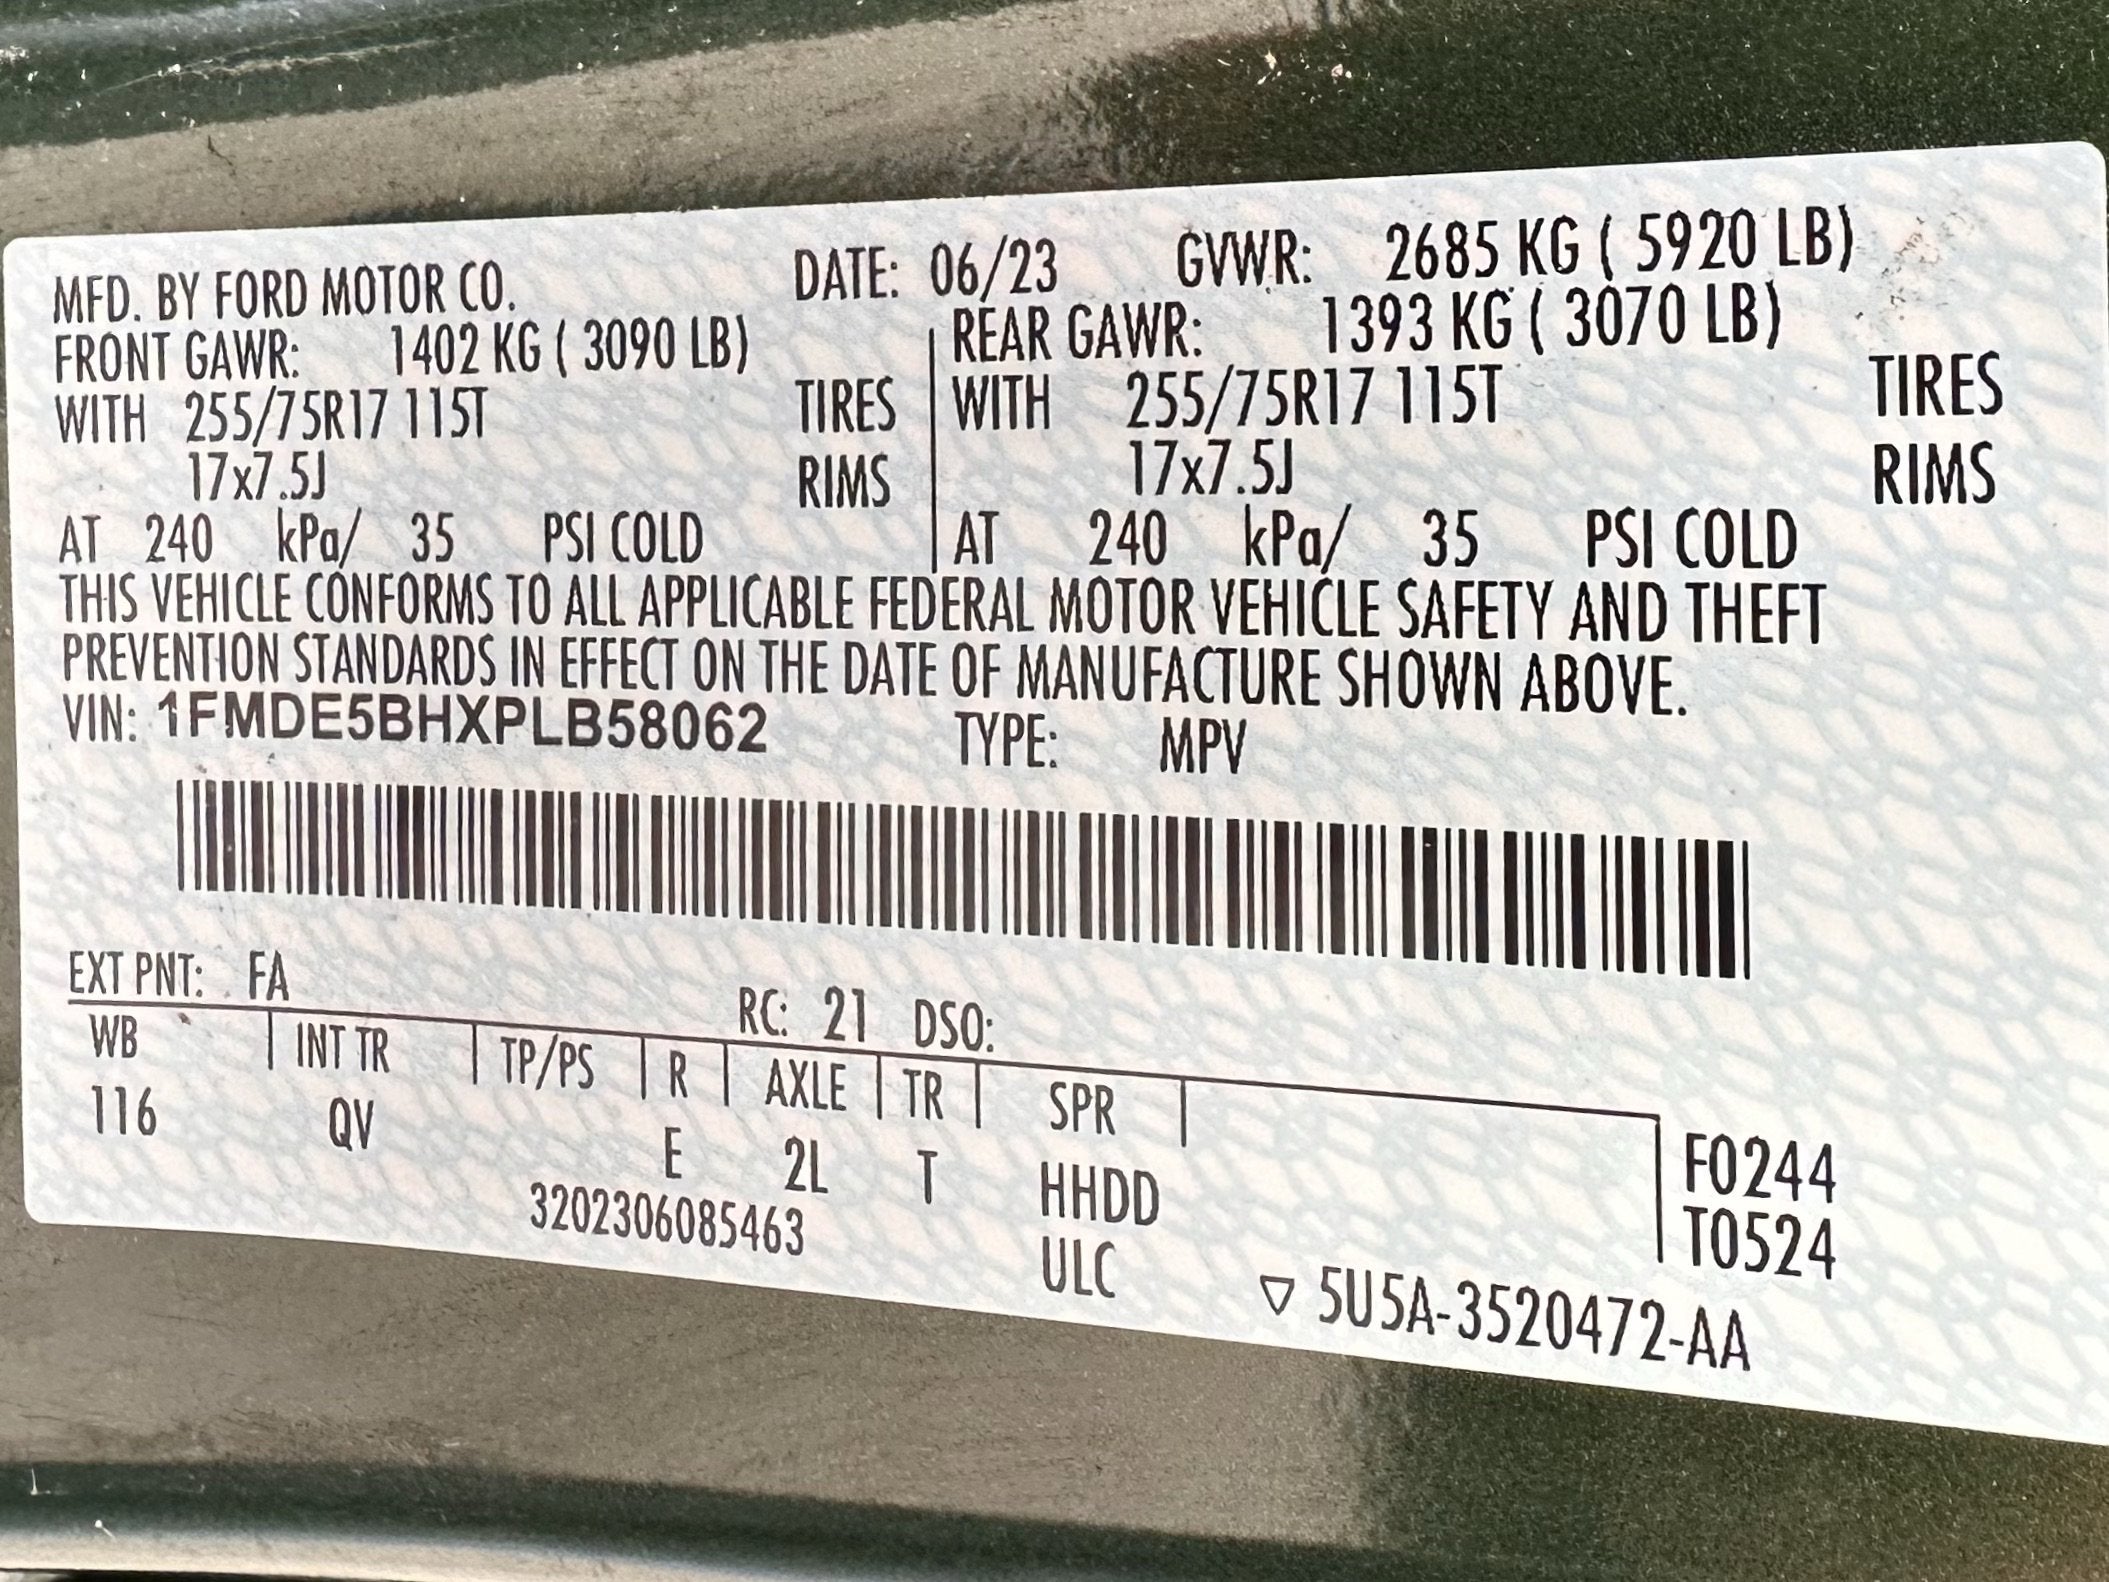 MFD. BY FORD MOTOR CO. DATE: 06/23 GVWR: 2685 KG ( 5920 LB)
FRONT GAWR: 1402 KG ( 3090 LB) REAR GAWR: 1393 KG ( 3070 LB)
WITH 255/75R17 115T TIRES WITH 255/75R17 115T TIRES
17x7.5J RIMS 17x7.5J RIMS
AT 240 kPa/ 35 PSI COLD AT 240 kPa/ 35 PSI COLD
THIS VEHICLE CONFORMS TO ALL APPLICABLE FEDERAL MOTOR VEHICLE SAFETY AND THEFT
PREVENTION STANDARDS IN EFFECT ON THE DATE OF MANUFACTURE SHOWN ABOVE.
VIN: 1FMDE5BHXPLB58062 TYPE: MPV
EXT PNT: FA RC: 21 DSO:
WB INT TR TP/PS R AXLE TR SPR
116 QV E 2L T HHDD F0244
3202306085463 ULC T0524
▽ 5U5A-3520472-AA